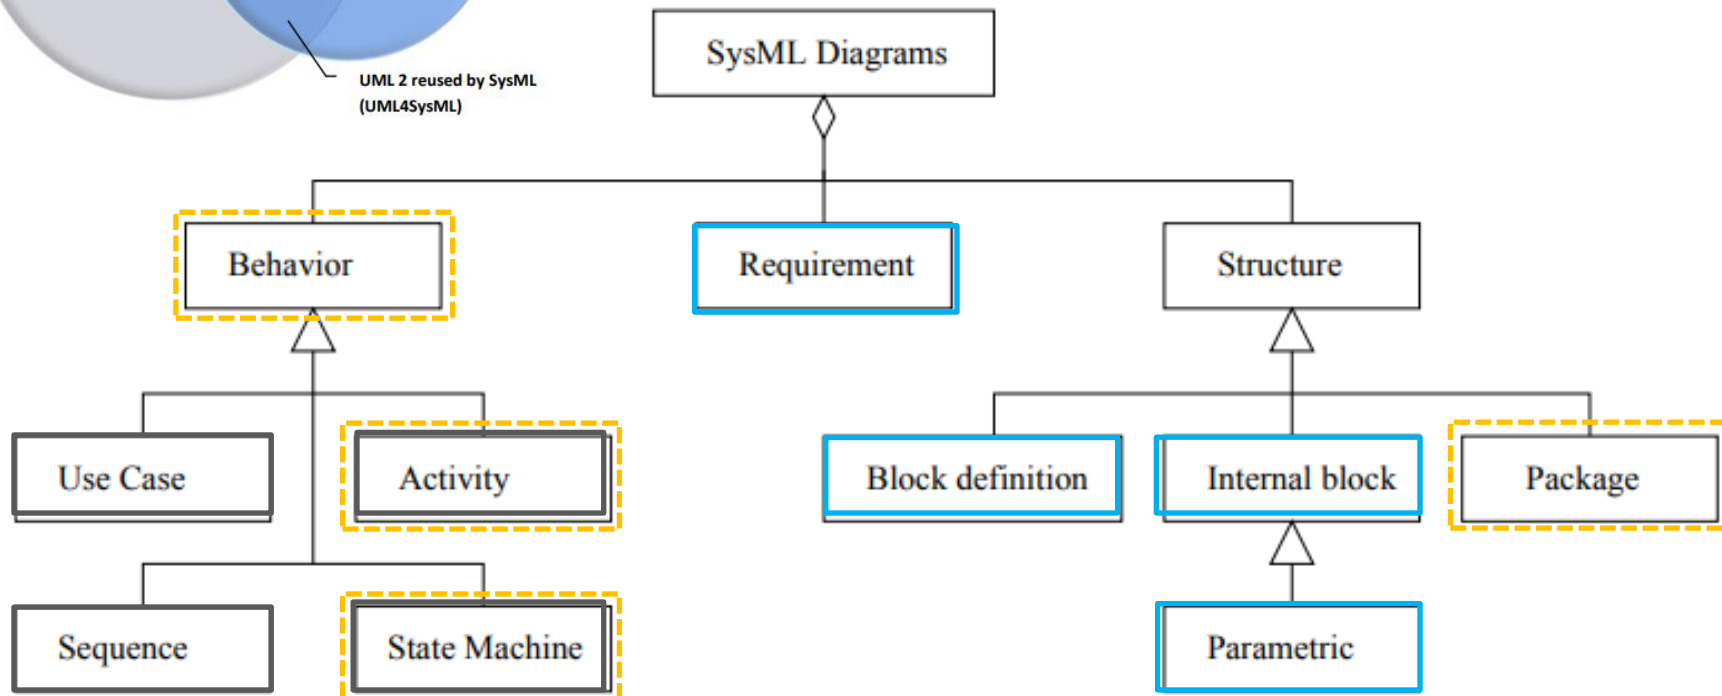 UML 2 reused by SysML
(UML4SysML)
SysML Diagrams
Behavior
Requirement
Structure
Use Case
Activity
Block definition
Internal block
Package
Sequence
State Machine
Parametric